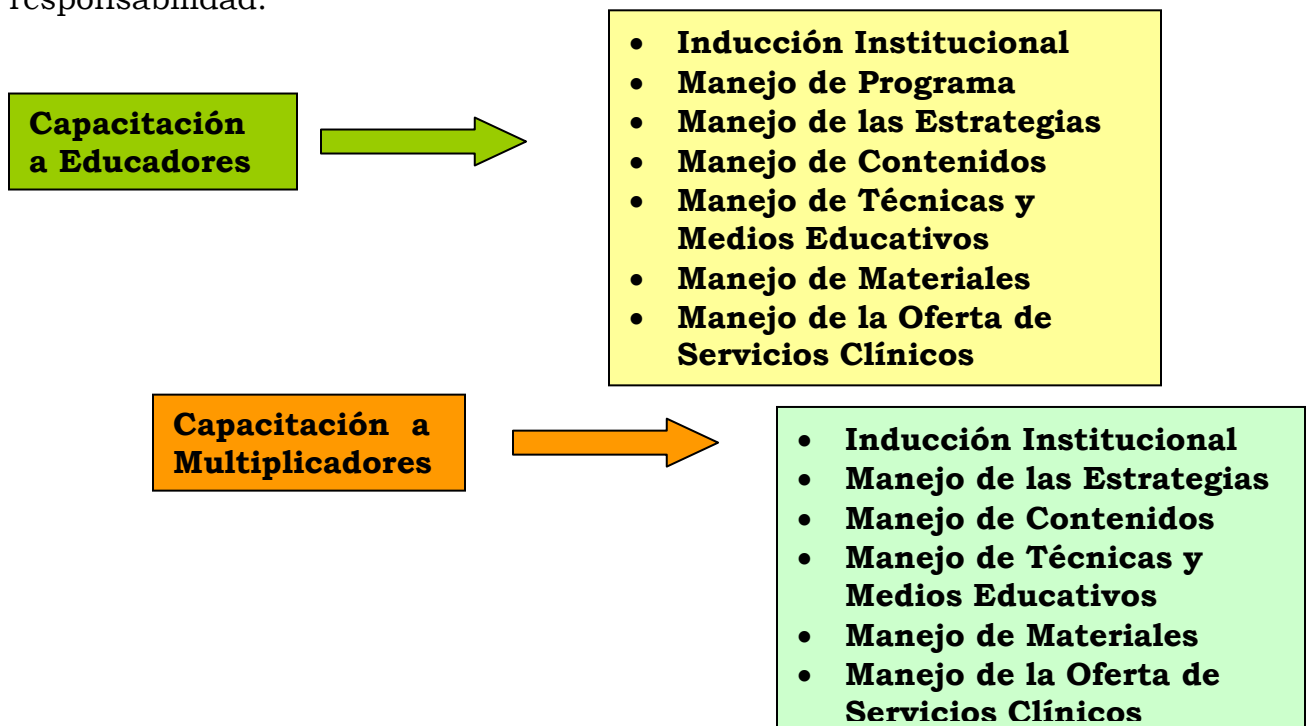 responsabilidad.
Capacitación
a Educadores
• Inducción Institucional
• Manejo de Programa
• Manejo de las Estrategias
• Manejo de Contenidos
• Manejo de Técnicas y
Medios Educativos
• Manejo de Materiales
• Manejo de la Oferta de
Servicios Clínicos
Capacitación a
Multiplicadores
• Inducción Institucional
• Manejo de las Estrategias
• Manejo de Contenidos
• Manejo de Técnicas y
Medios Educativos
• Manejo de Materiales
• Manejo de la Oferta de
Servicios Clínicos